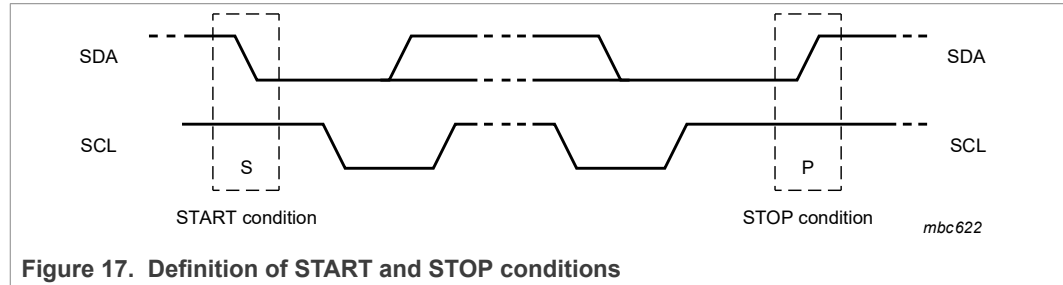 SDA
SDA
SCL
SCL
S
P
START condition
STOP condition
mbc622
Figure 17. Definition of START and STOP conditions